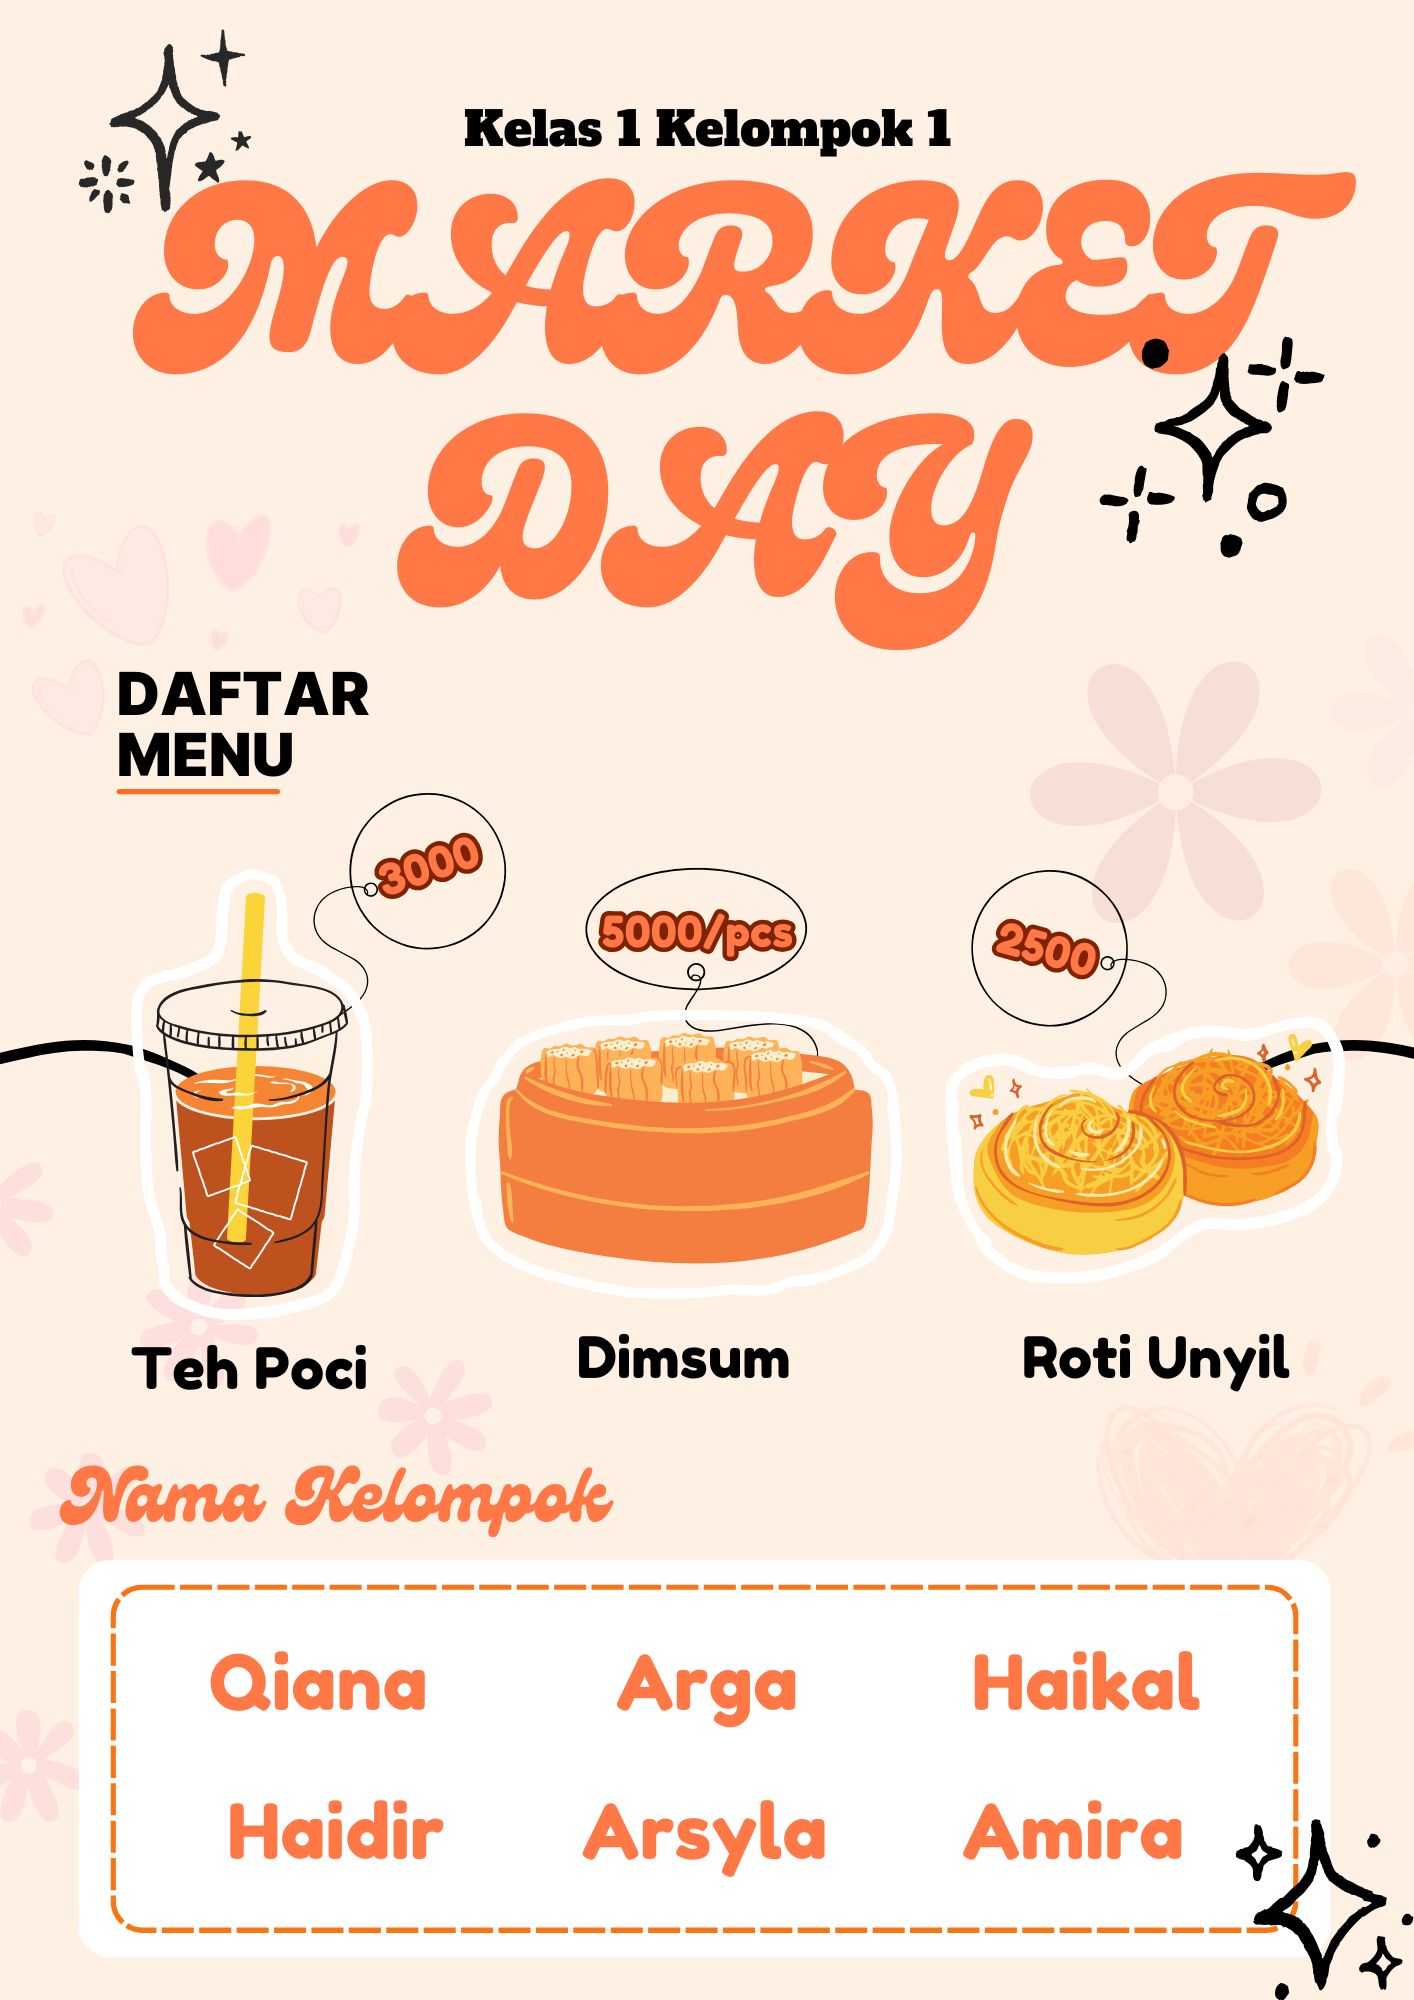 Kelas 1 Kelompok 1
MARKET
DAY
DAFTAR
MENU
3000
5000/pcs
2500
Teh Poci
Dimsum
Roti Unyil
Nama Kelompok
Qiana
Arga
Haikal
Haidir
Arsyla
Amira